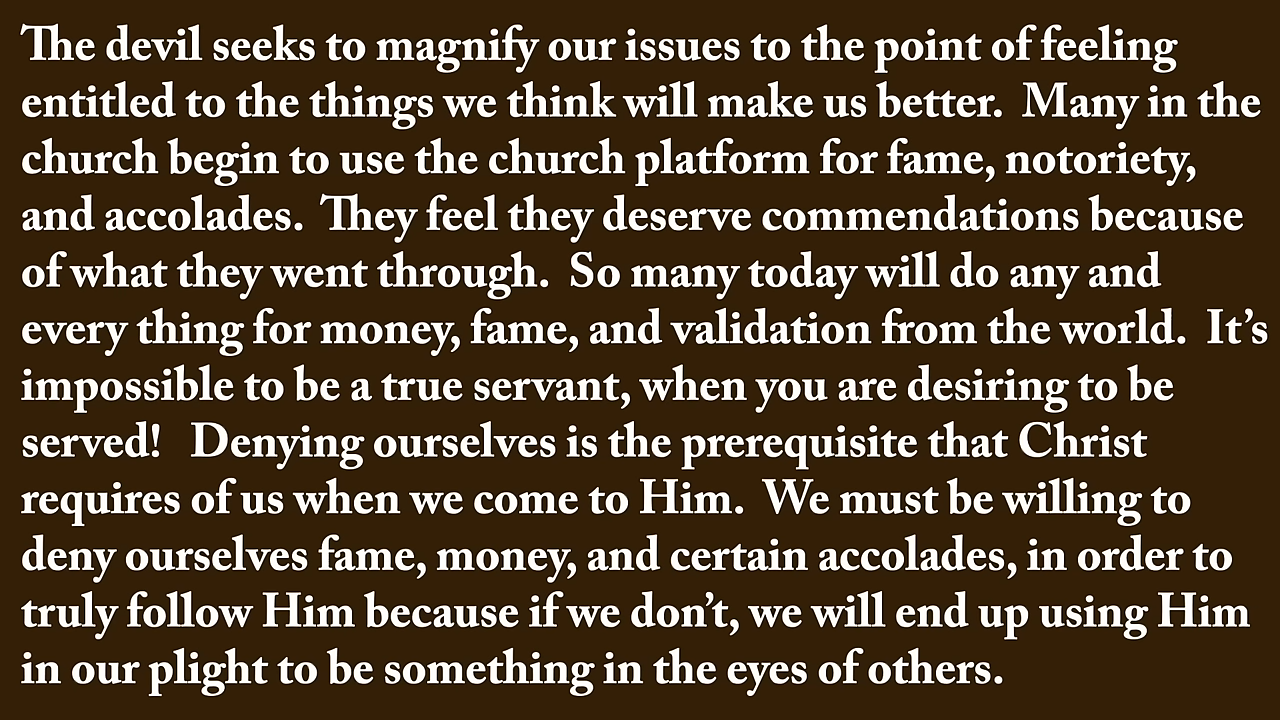 The devil seeks to magnify our issues to the point of feeling
entitled to the things we think will make us better.  Many in the
church begin to use the church platform for fame, notoriety,
and accolades.  They feel they deserve commendations because
of what they went through.  So many today will do any and
every thing for money, fame, and validation from the world.  It’s
impossible to be a true servant, when you are desiring to be
served!   Denying ourselves is the prerequisite that Christ
requires of us when we come to Him.  We must be willing to
deny ourselves fame, money, and certain accolades, in order to
truly follow Him because if we don’t, we will end up using Him
in our plight to be something in the eyes of others.